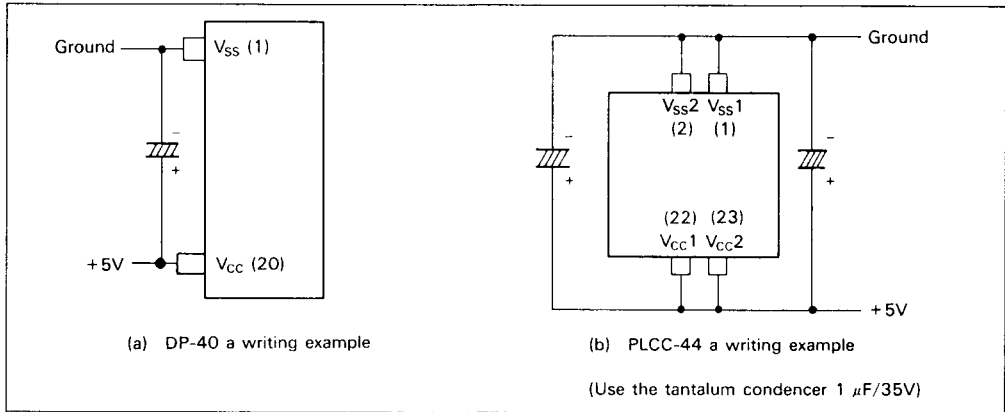 Ground
V_SS (1)
−
+
+5V
V_CC (20)
(a) DP-40 a writing example
Ground
V_SS2 V_SS1
(2) (1)
− −
+ +
(22) (23)
V_CC1 V_CC2
+5V
(b) PLCC-44 a writing example
(Use the tantalum condencer 1 μF/35V)